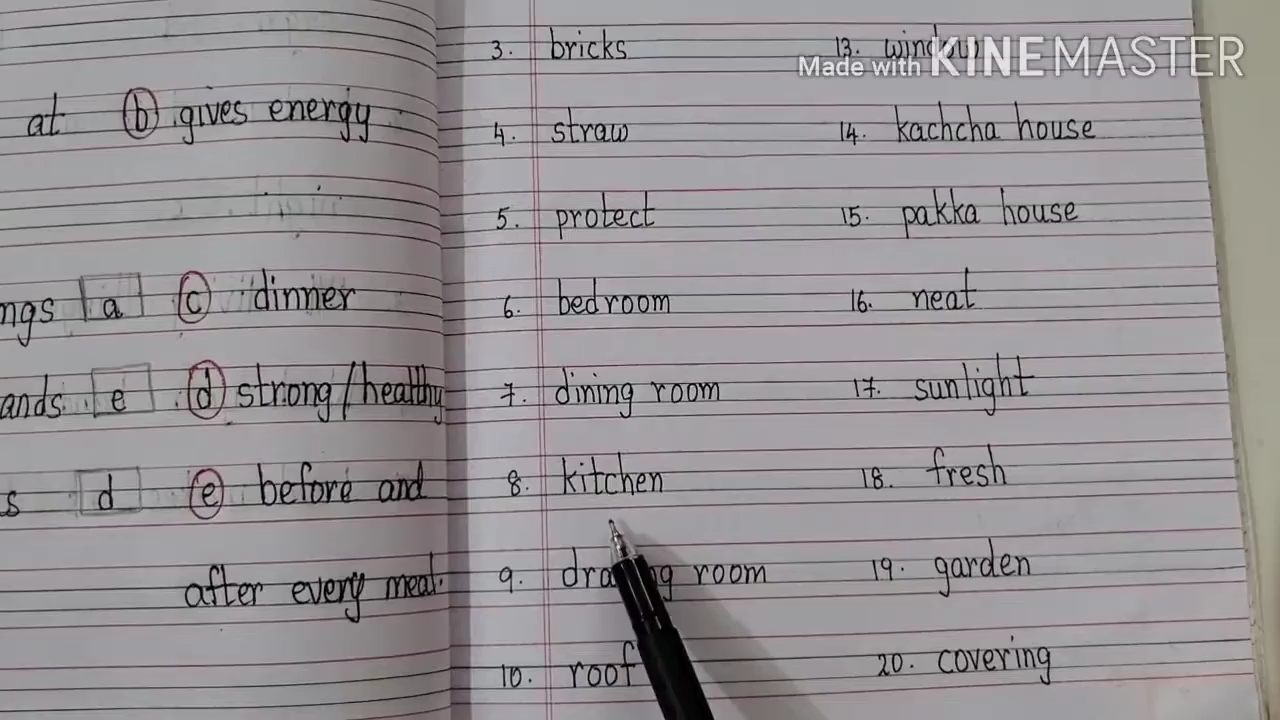 at (b) gives energy
ngs a (c) dinner
ands e (d) strong/healthy
s d (e) before and
after every meal.
3. bricks
4. straw
5. protect
6. bedroom
7. dining room
8. kitchen
9. room
10. roof
13. window
14. kachcha house
15. pakka house
16. neat
17. sunlight
18. fresh
19. garden
20. covering
Made with KINEMASTER